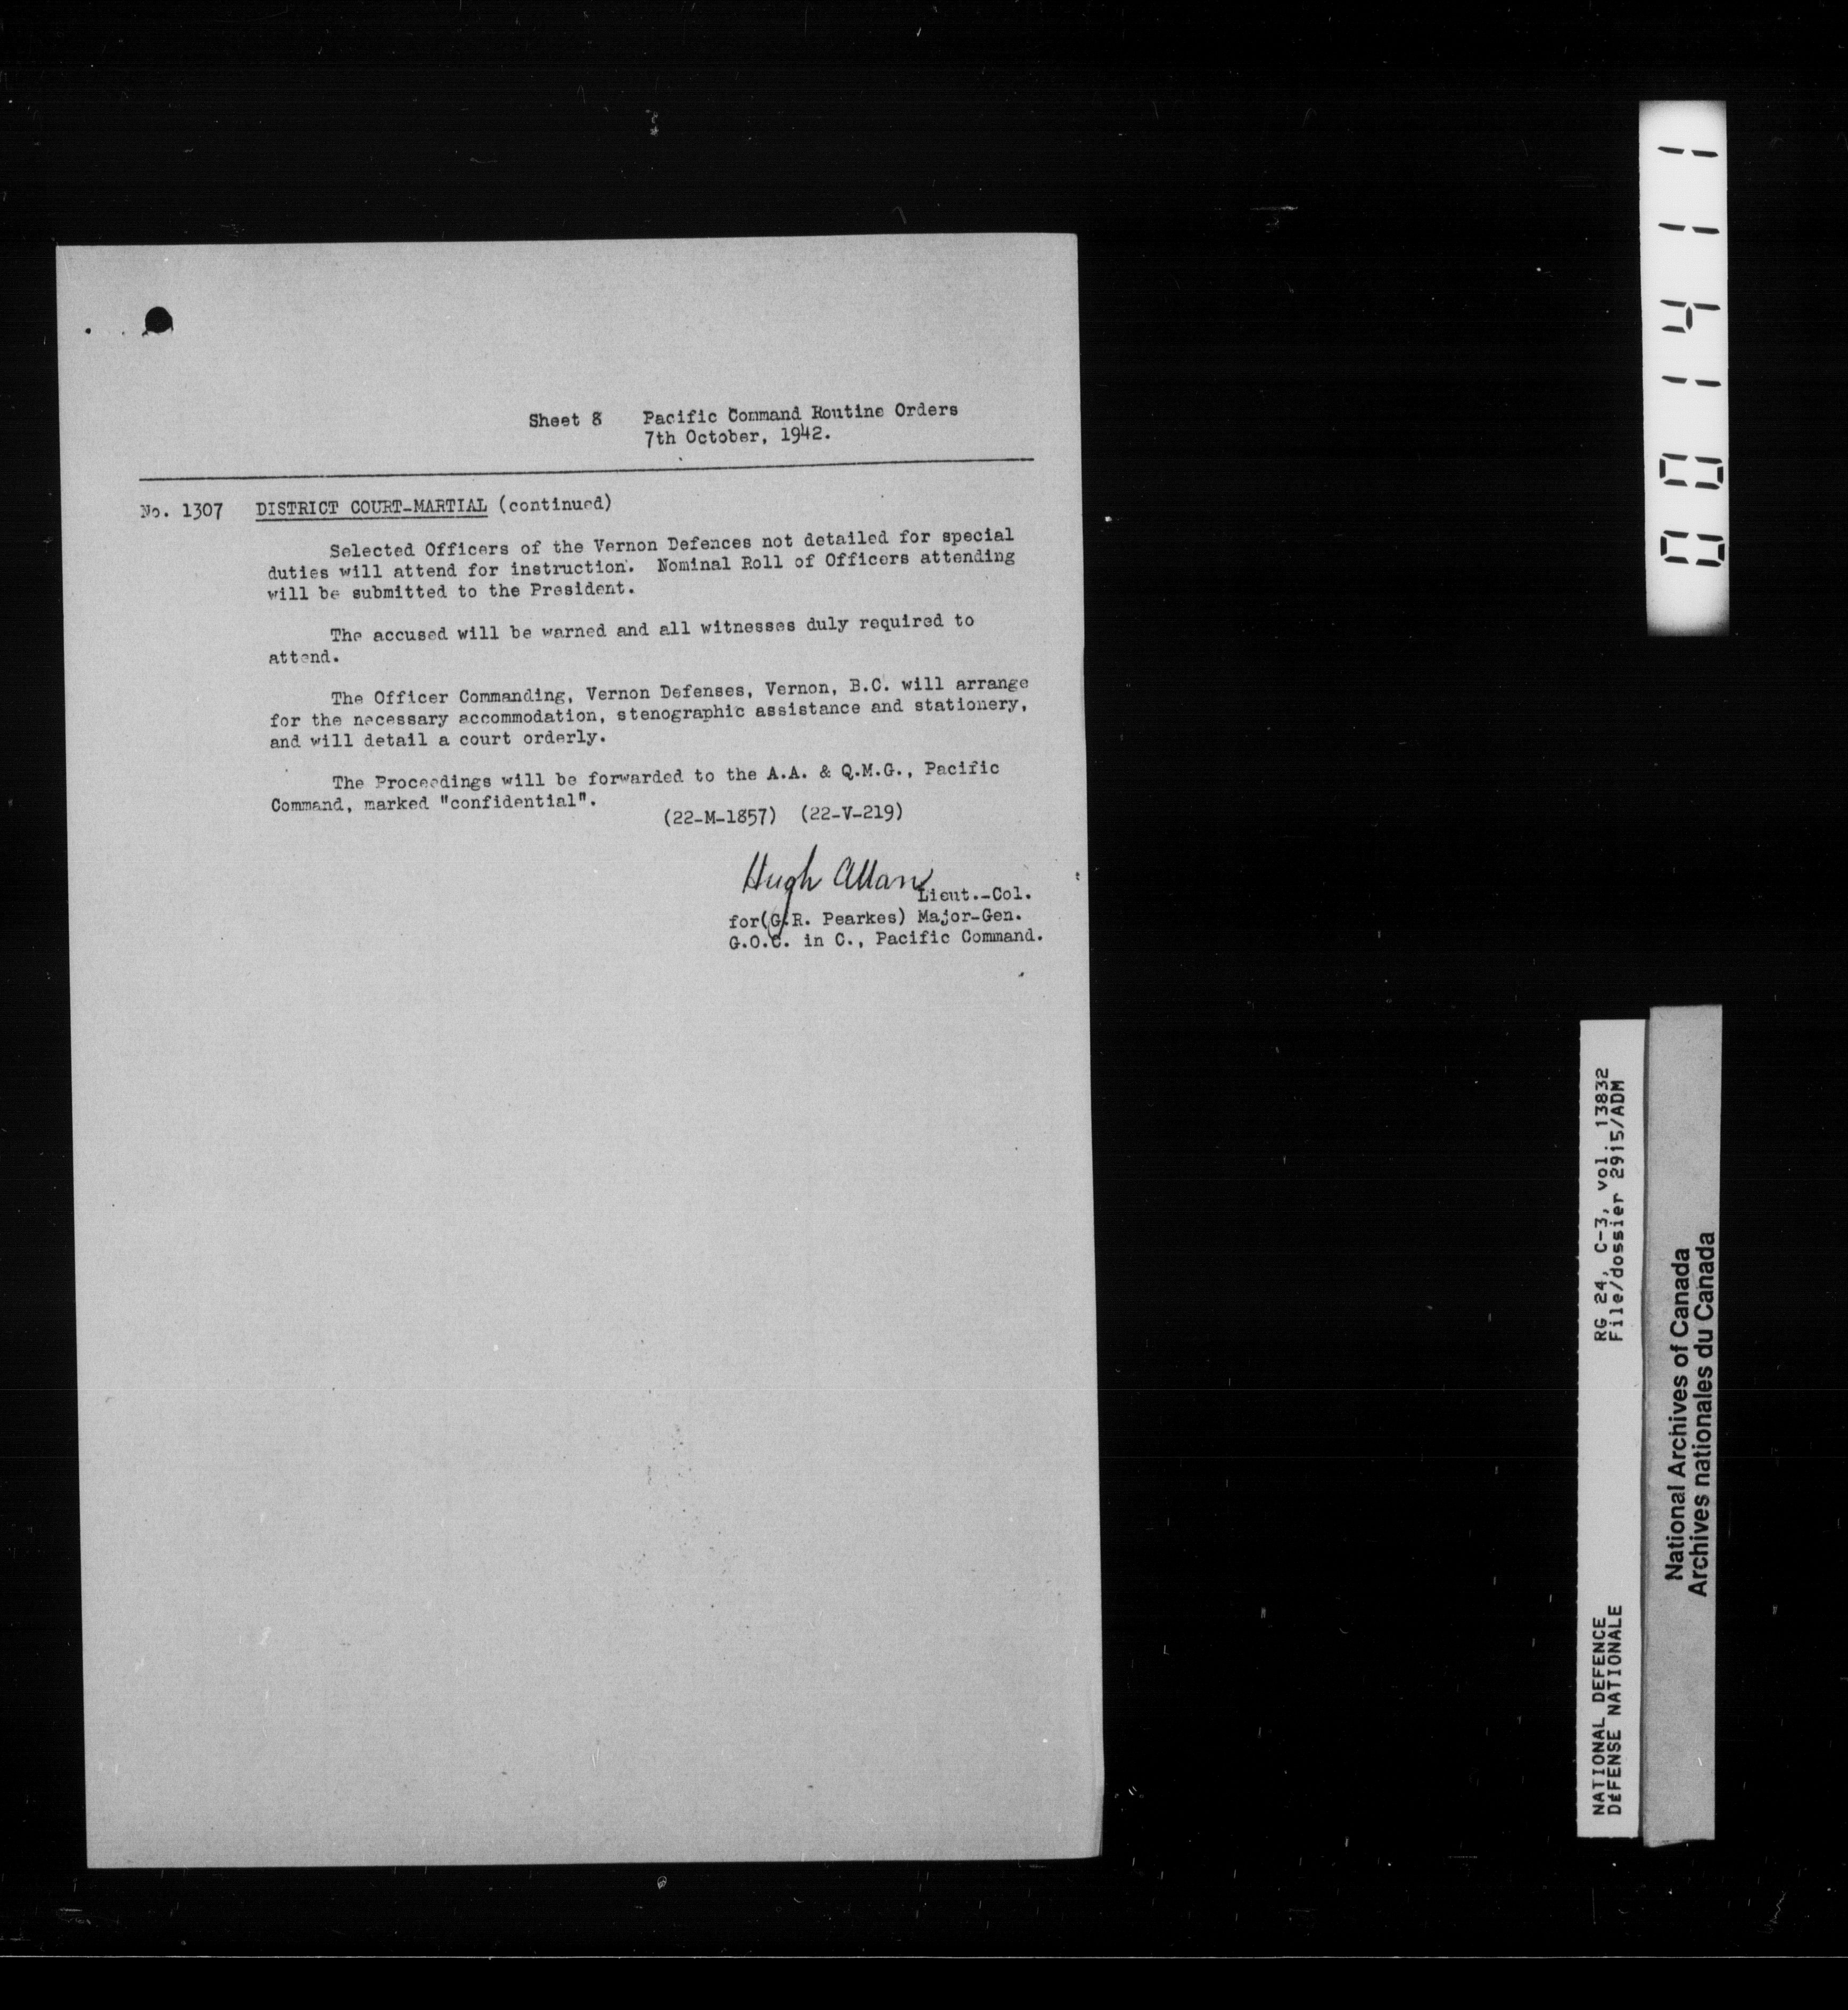 Sheet 8 Pacific Command Routine Orders
7th October, 1942.
No. 1307 DISTRICT COURT-MARTIAL (continued)
Selected Officers of the Vernon Defences not detailed for special
duties will attend for instruction. Nominal Roll of Officers attending
will be submitted to the President.
The accused will be warned and all witnesses duly required to
attend.
The Officer Commanding, Vernon Defenses, Vernon, B.C. will arrange
for the necessary accommodation, stenographic assistance and stationery,
and will detail a court orderly.
The Proceedings will be forwarded to the A.A. & Q.M.G., Pacific
Command, marked "confidential".
(22-M-1857) (22-V-219)
Hugh Allan
Lieut.-Col.
for(G.R. Pearkes) Major-Gen.
G.O.C. in C., Pacific Command.
001411
RG 24, C-3, vol. 13832
File/dossier 2915/ADM
NATIONAL DEFENCE
DÉFENSE NATIONALE
National Archives of Canada
Archives nationales du Canada